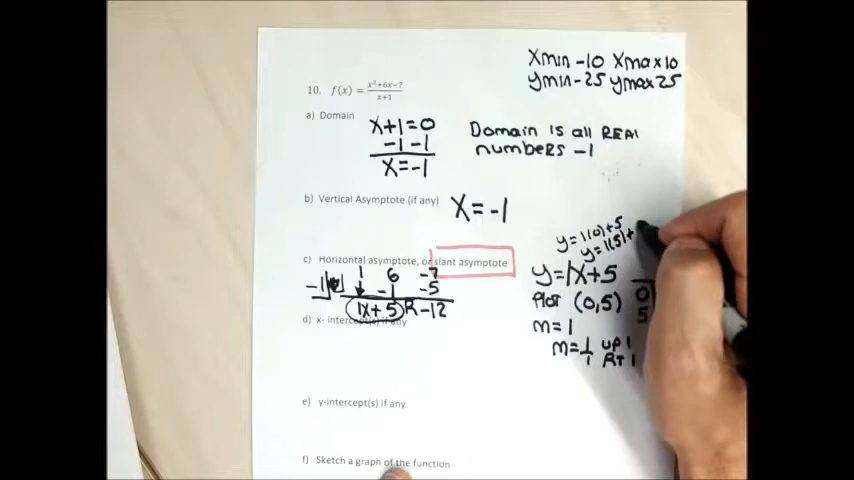 Xmin -10 Xmax 10
ymin -25 ymax 25
10. f(x) = x²+6x-7 / x+1
a) Domain
x+1=0
-1 -1
x=-1
Domain is all REAl
numbers -1
b) Vertical Asymptote (if any)
X=-1
c) Horizontal asymptote, or slant asymptote
-1 1 6 -7
-1 -5
1x+5 R-12
y=1(0)+5
y=1(5)+
y=1x+5
Plot (0,5)
m=1
m=1/1 up 1
RT 1
0
5
d) x- intercept(s) if any
e) y-intercept(s) if any
f) Sketch a graph of the function